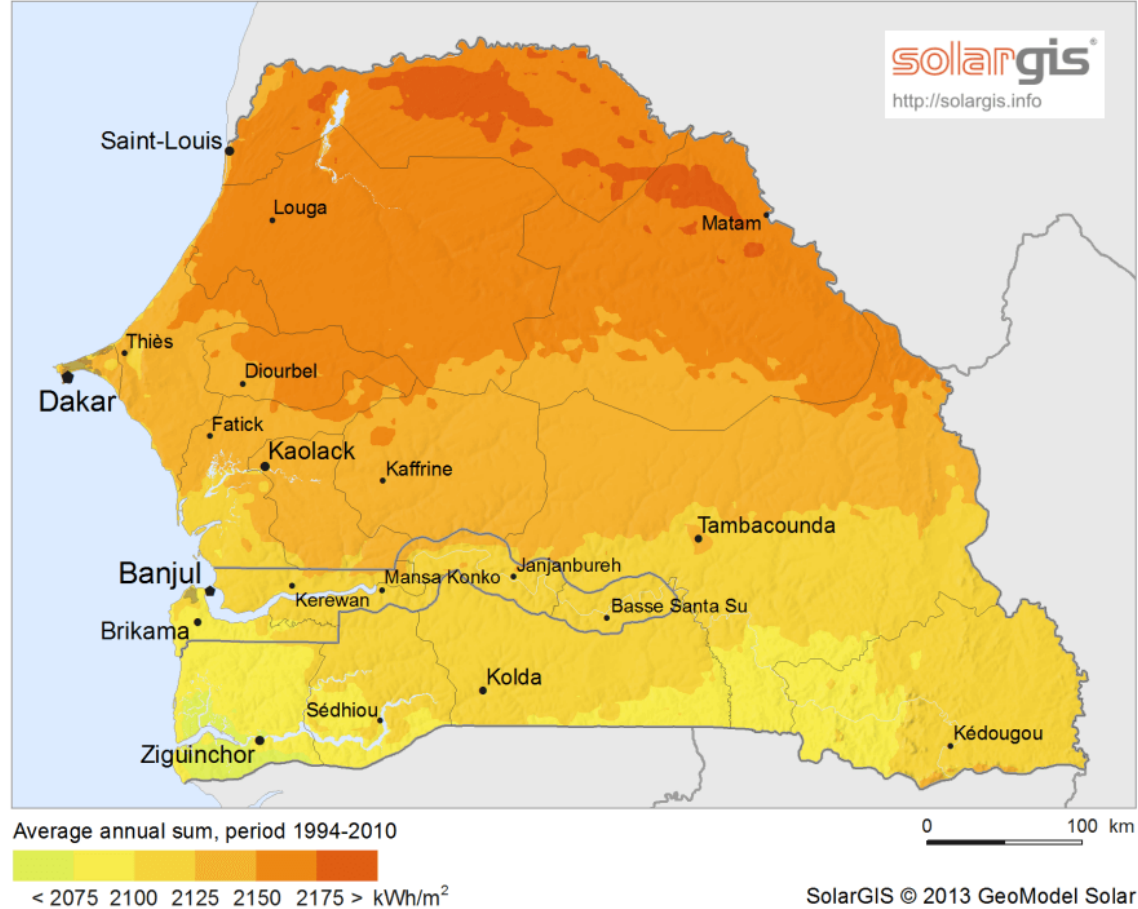 solargis®
http://solargis.info
Saint-Louis
Louga
Matam
Thiès
Diourbel
Dakar
Fatick
Kaolack
Kaffrine
Tambacounda
Banjul
Janjanbureh
Mansa Konko
Kerewan
Basse Santa Su
Brikama
Kolda
Sédhiou
Kédougou
Ziguinchor
Average annual sum, period 1994-2010
0 100 km
< 2075 2100 2125 2150 2175 > kWh/m²
SolarGIS © 2013 GeoModel Solar